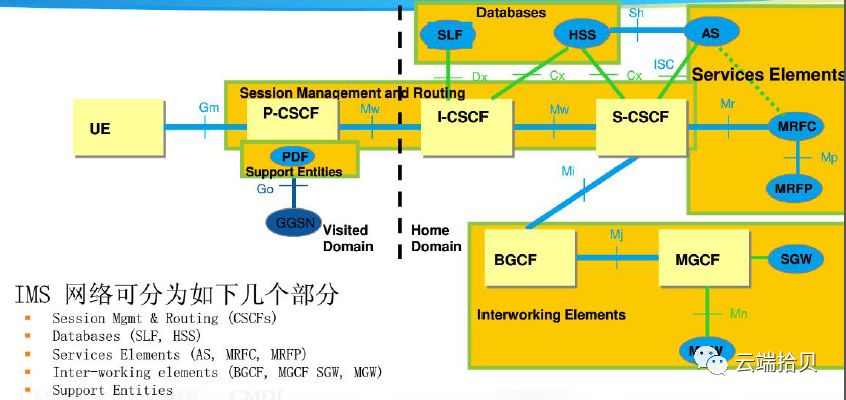 Databases
SLF
HSS
Sh
AS
Dx
Cx
Cx
ISC
Services Elements
Session Management and Routing
UE
Gm
P-CSCF
Mw
I-CSCF
Mw
S-CSCF
Mr
MRFC
Mp
MRFP
PDF
Support Entities
Go
GGSN
Visited
Domain
Home
Domain
Mi
BGCF
Mj
MGCF
SGW
Mn
Interworking Elements
云端拾贝
IMS 网络可分为如下几个部分
Session Mgmt & Routing (CSCFs)
Databases (SLF, HSS)
Services Elements (AS, MRFC, MRFP)
Inter-working elements (BGCF, MGCF SGW, MGW)
Support Entities